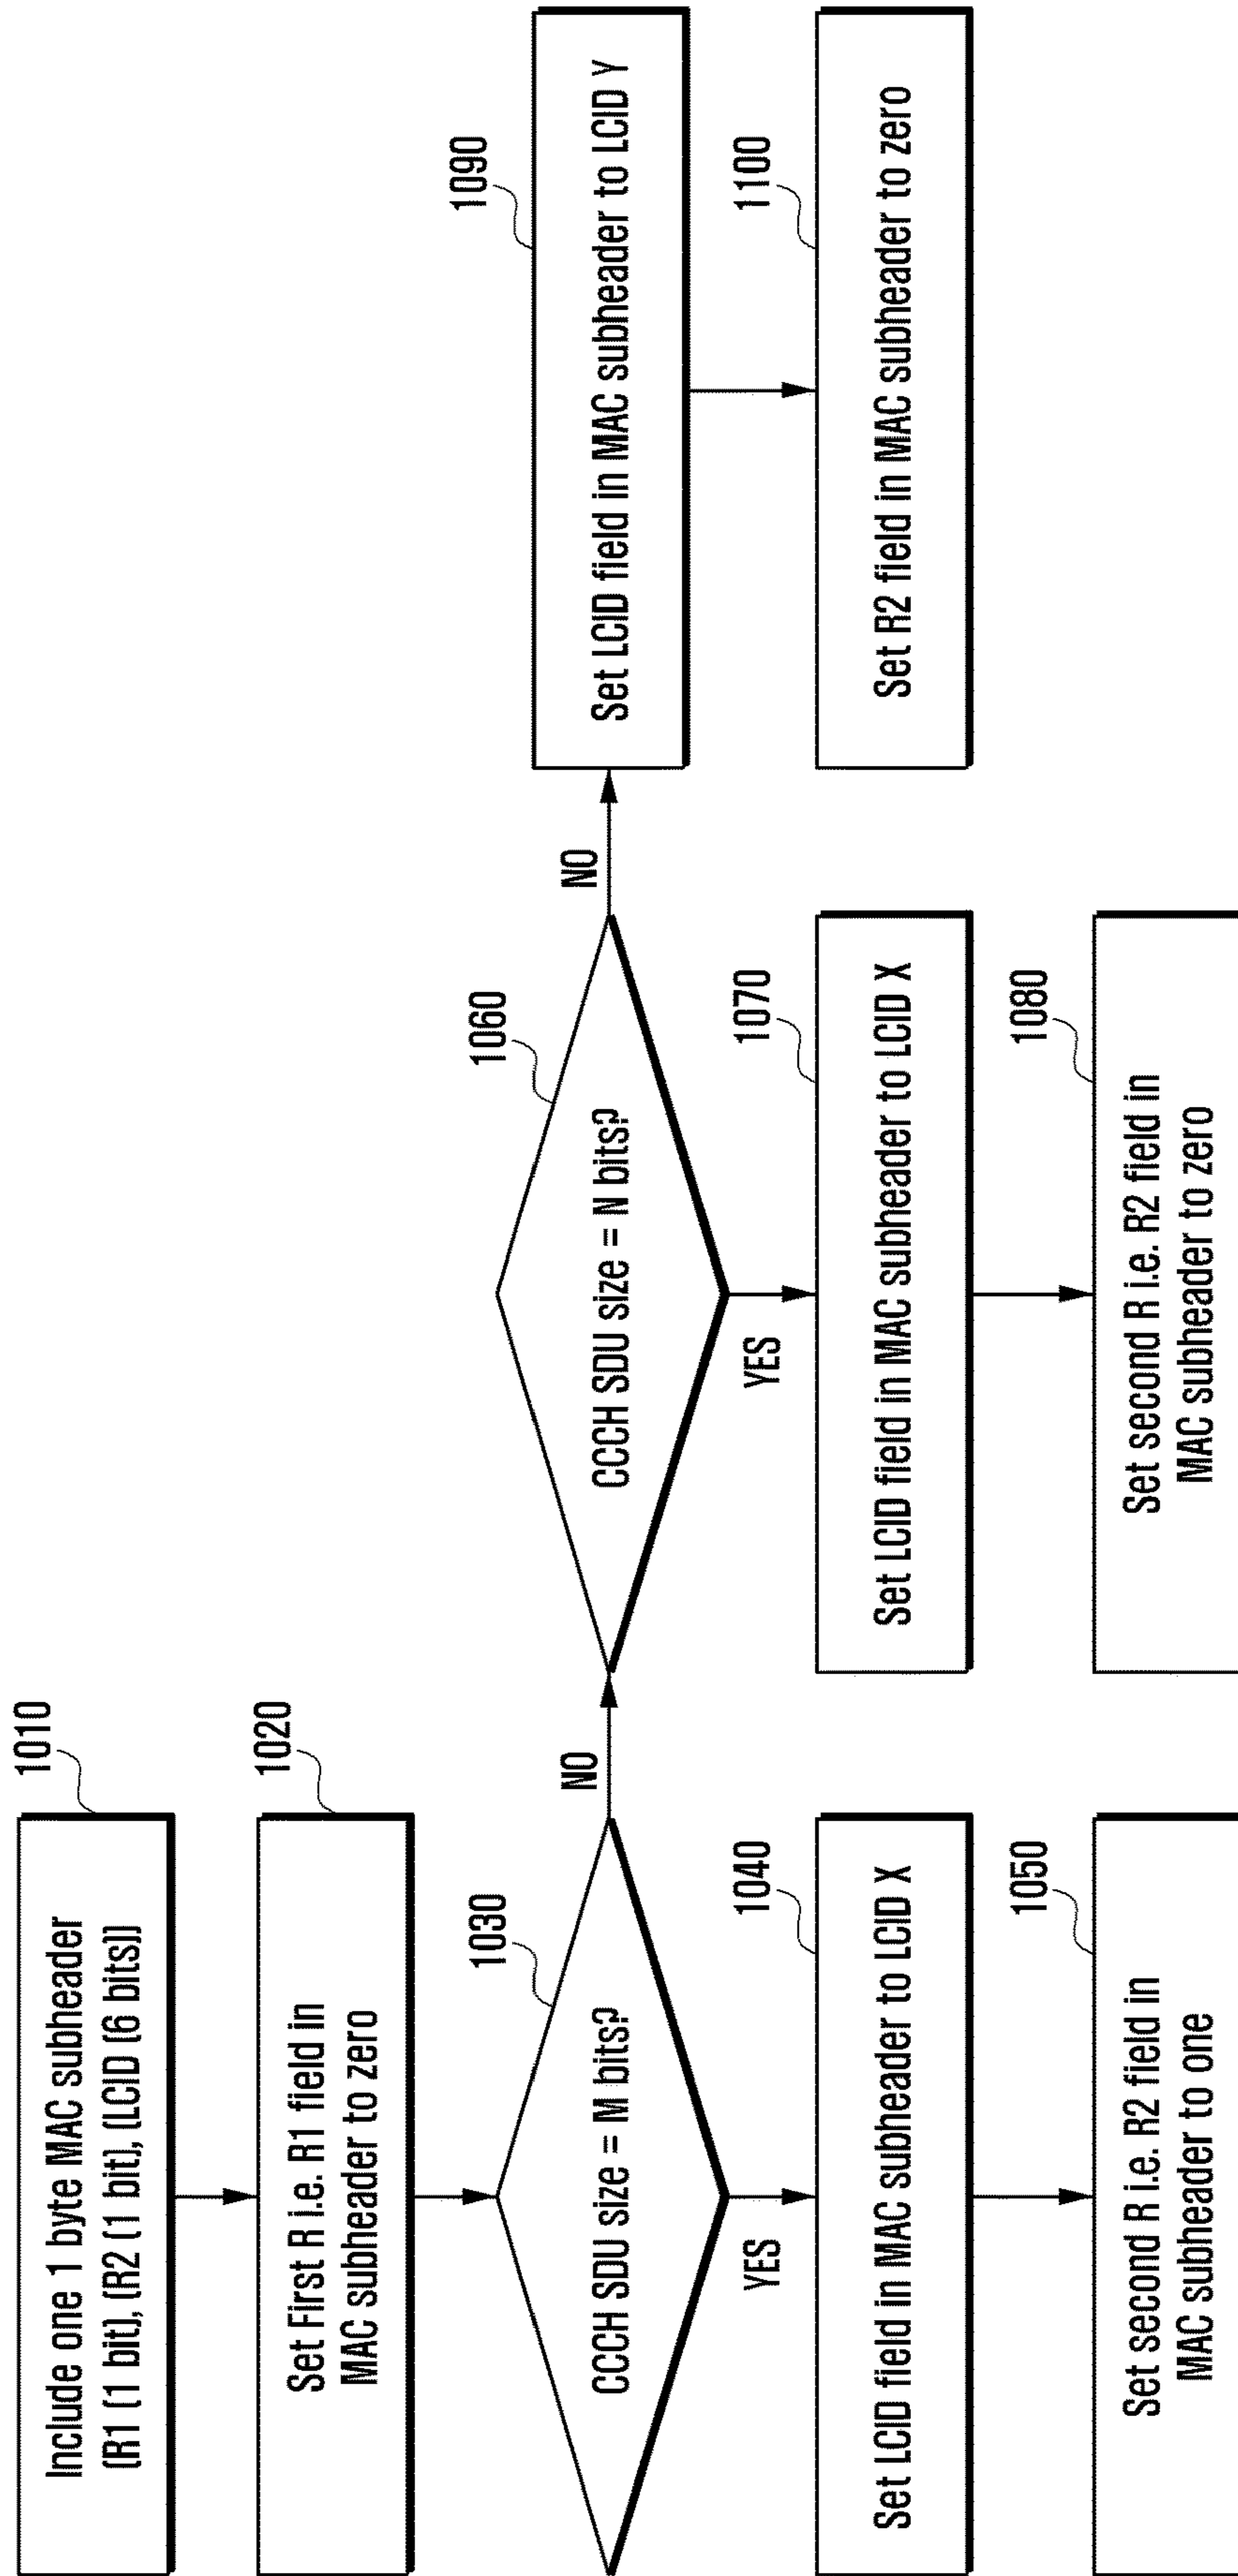 1010
Include one 1 byte MAC subheader
(R1 (1 bit), (R2 (1 bit), (LCID (6 bits))
1020
Set First R i.e. R1 field in
MAC subheader to zero
1030
CCCH SDU size = M bits?
NO
YES
1040
Set LCID field in MAC subheader to LCID X
1050
Set second R i.e. R2 field in
MAC subheader to one
1060
CCCH SDU size = N bits?
NO
YES
1070
Set LCID field in MAC subheader to LCID X
1080
Set second R i.e. R2 field in
MAC subheader to zero
1090
Set LCID field in MAC subheader to LCID Y
1100
Set R2 field in MAC subheader to zero